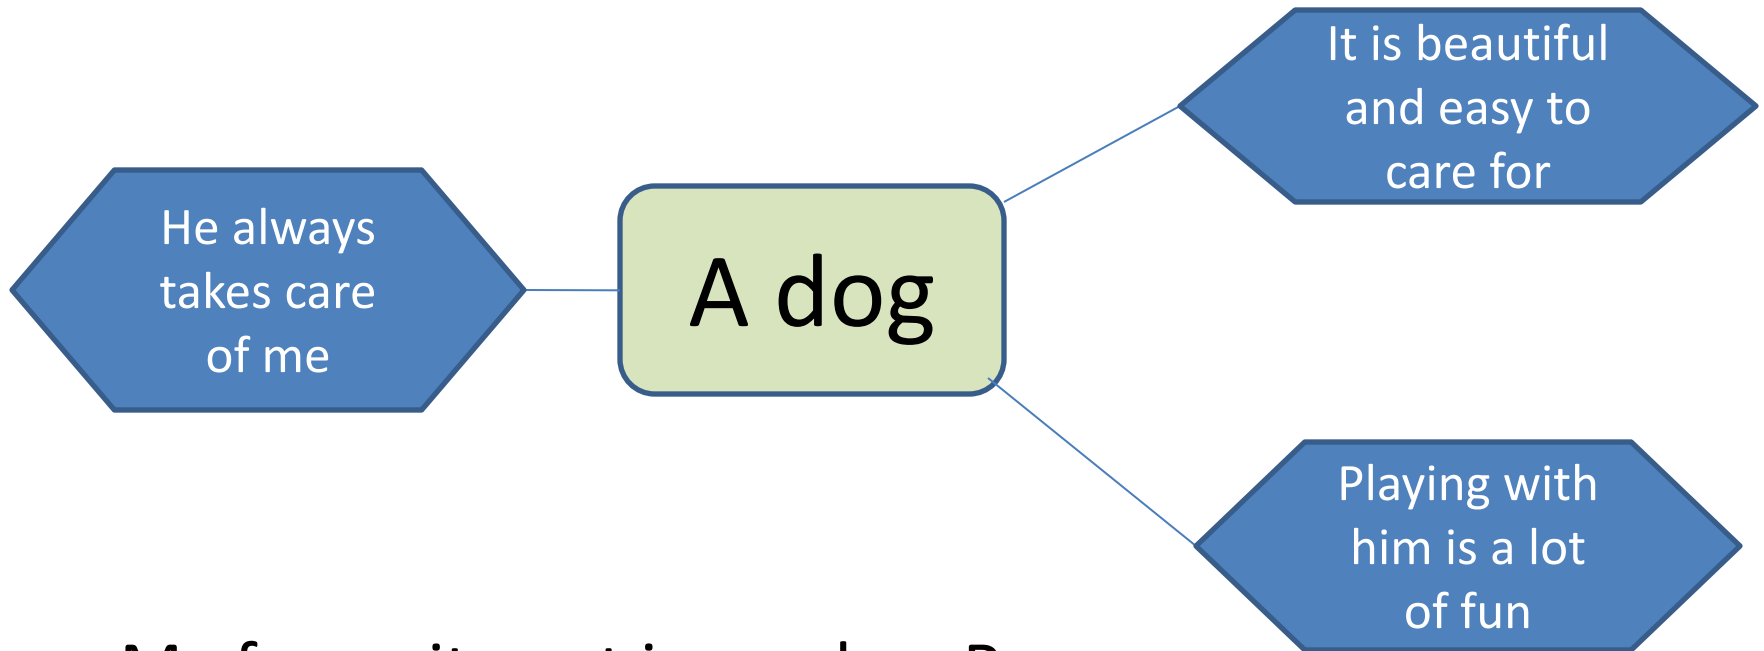 It is beautiful
and easy to
care for
He always
takes care
of me
A dog
Playing with
him is a lot
of fun